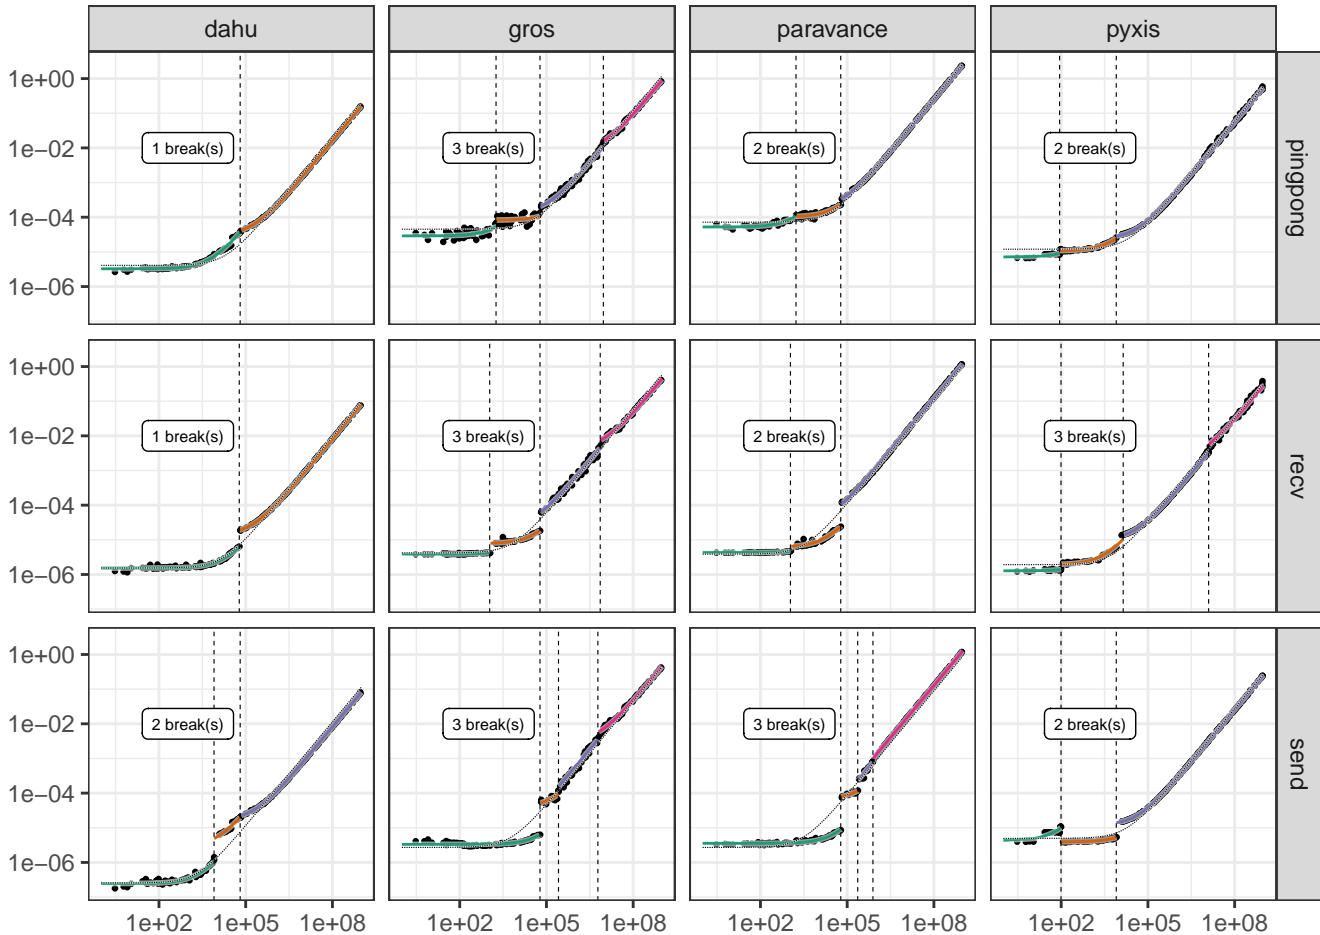 dahu
gros
paravance
pyxis
1e+00
1e−02
1e−04
1e−06
1 break(s)
3 break(s)
2 break(s)
2 break(s)
pingpong
1e+00
1e−02
1e−04
1e−06
1 break(s)
3 break(s)
2 break(s)
3 break(s)
recv
1e+00
1e−02
1e−04
1e−06
2 break(s)
3 break(s)
3 break(s)
2 break(s)
send
1e+02 1e+05 1e+08
1e+02 1e+05 1e+08
1e+02 1e+05 1e+08
1e+02 1e+05 1e+08